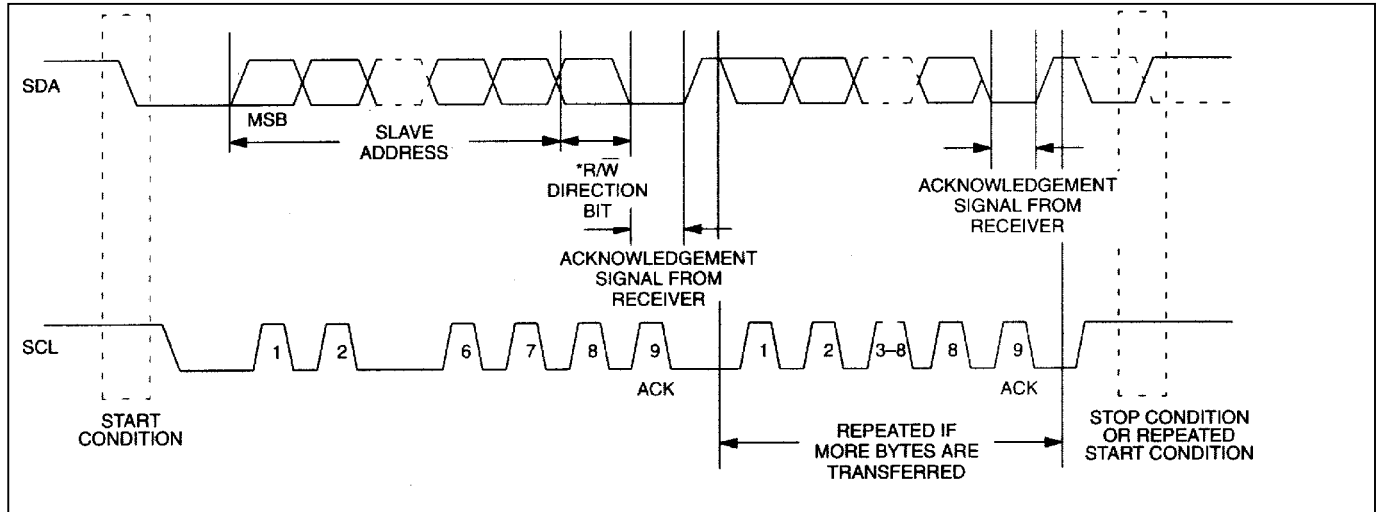 SDA
MSB
SLAVE
ADDRESS
*R/W̅
DIRECTION
BIT
ACKNOWLEDGEMENT
SIGNAL FROM
RECEIVER
ACKNOWLEDGEMENT
SIGNAL FROM
RECEIVER
SCL
1 2 6 7 8 9 1 2 3–8 8 9
ACK
ACK
START
CONDITION
REPEATED IF
MORE BYTES ARE
TRANSFERRED
STOP CONDITION
OR REPEATED
START CONDITION